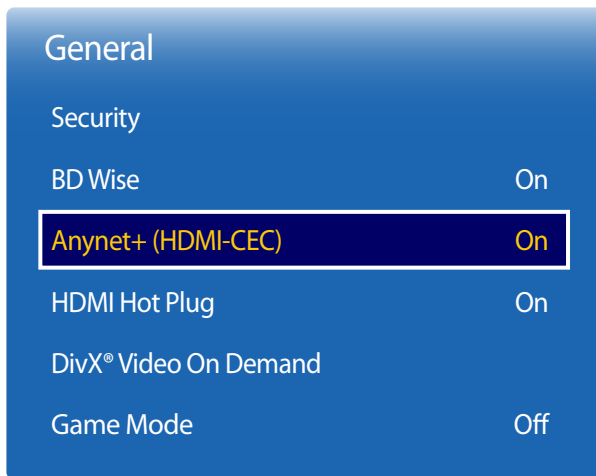 General
Security
BD Wise On
Anynet+ (HDMI-CEC) On
HDMI Hot Plug On
DivX® Video On Demand
Game Mode Off